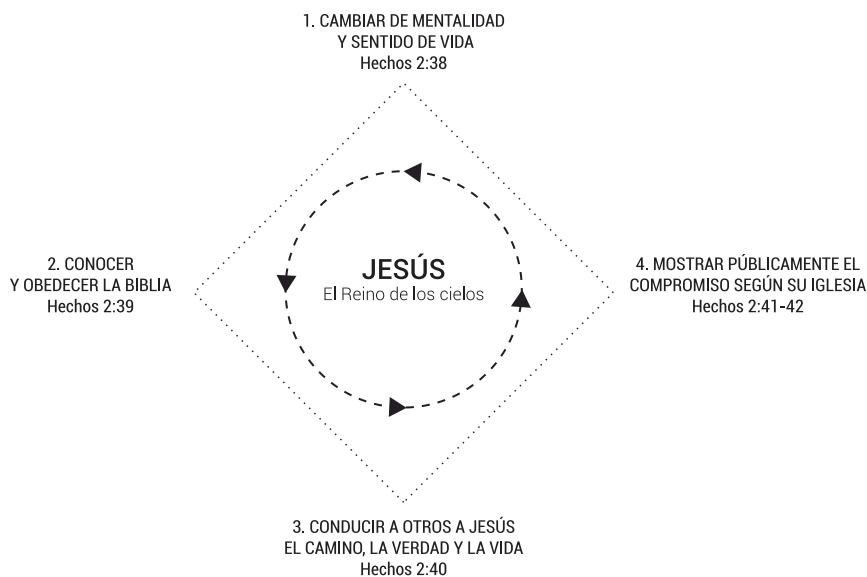 1. CAMBIAR DE MENTALIDAD
Y SENTIDO DE VIDA
Hechos 2:38
2. CONOCER
Y OBEDECER LA BIBLIA
Hechos 2:39
JESÚS
El Reino de los cielos
4. MOSTRAR PÚBLICAMENTE EL
COMPROMISO SEGÚN SU IGLESIA
Hechos 2:41-42
3. CONDUCIR A OTROS A JESÚS
EL CAMINO, LA VERDAD Y LA VIDA
Hechos 2:40